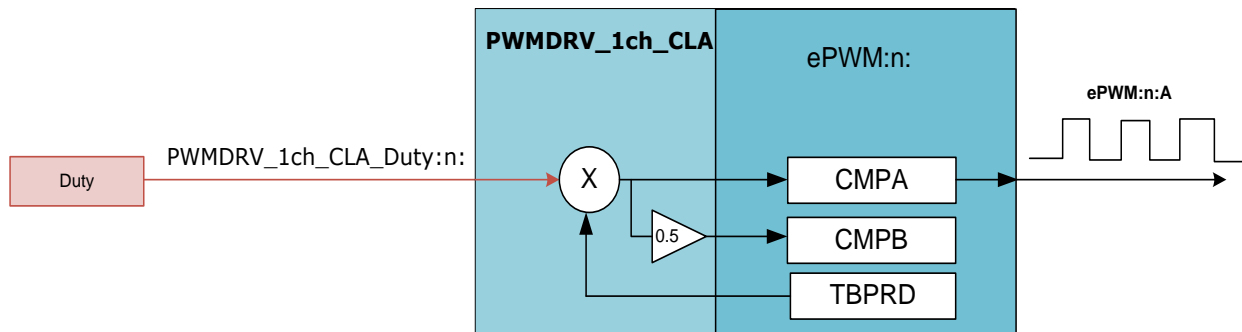 PWMDRV_1ch_CLA
ePWM:n:
ePWM:n:A
PWMDRV_1ch_CLA_Duty:n:
Duty
X
CMPA
0.5
CMPB
TBPRD